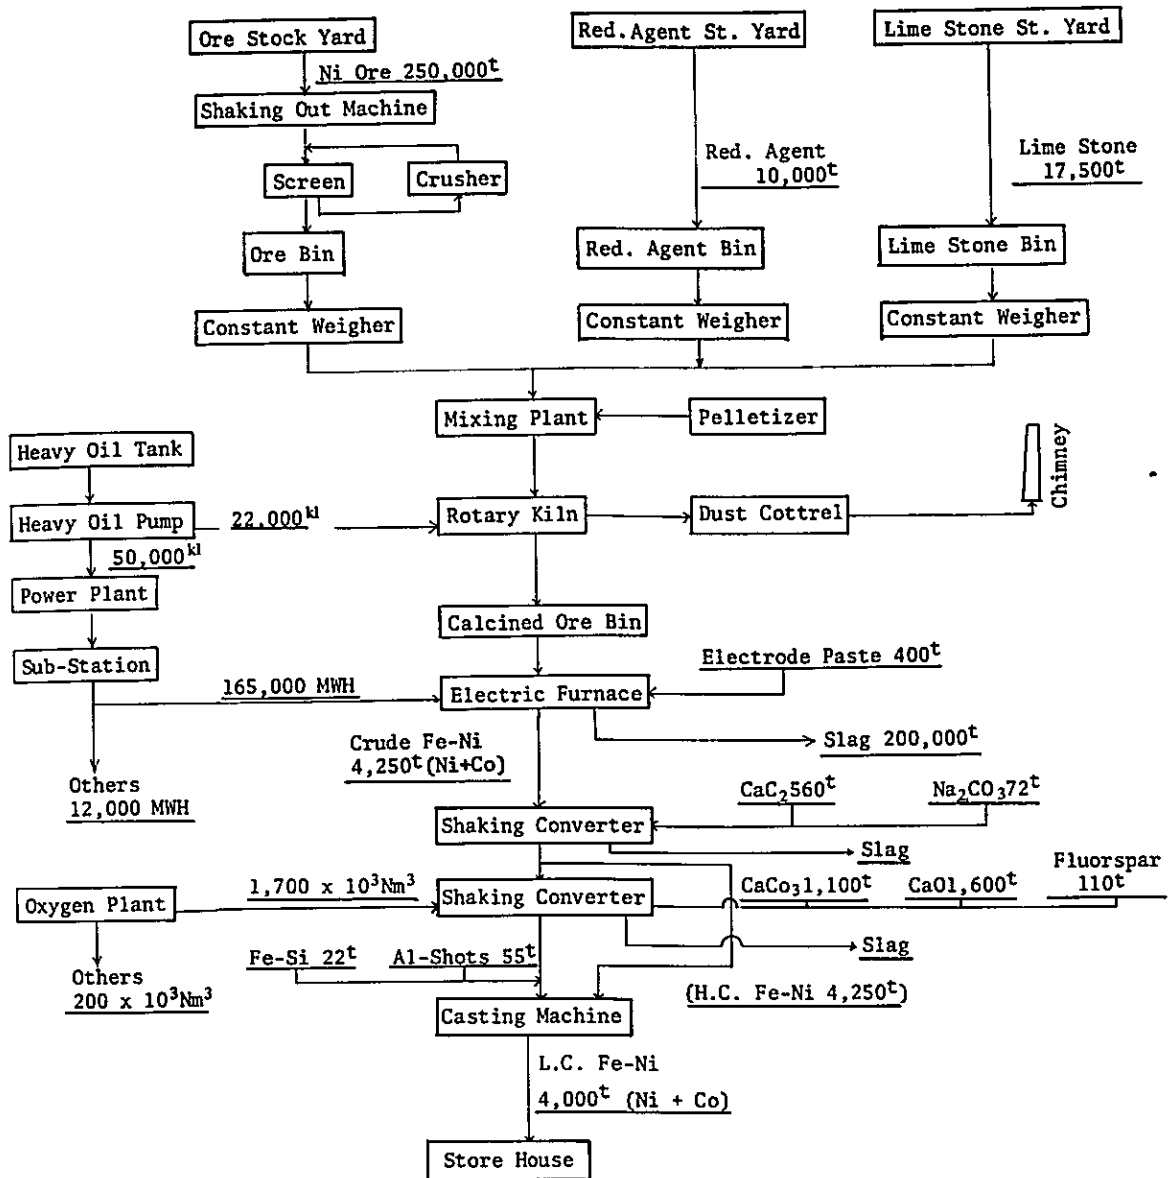 Ore Stock Yard
Red. Agent St. Yard
Lime Stone St. Yard
Ni Ore 250,000t
Shaking Out Machine
Red. Agent
10,000t
Lime Stone
17,500t
Screen
Crusher
Ore Bin
Red. Agent Bin
Lime Stone Bin
Constant Weigher
Constant Weigher
Constant Weigher
Mixing Plant
Pelletizer
Chimney
Heavy Oil Tank
Heavy Oil Pump
22,000kl
Rotary Kiln
Dust Cottrel
50,000kl
Power Plant
Calcined Ore Bin
Sub-Station
Electrode Paste 400t
165,000 MWH
Electric Furnace
Slag 200,000t
Crude Fe-Ni
4,250t(Ni+Co)
Others
12,000 MWH
CaC2560t
Na2CO372t
Shaking Converter
Slag
Fluorspar
110t
1,700 x 10³Nm³
CaCo31,100t
CaO1,600t
Oxygen Plant
Shaking Converter
Slag
Fe-Si 22t
Al-Shots 55t
Others
200 x 10³Nm³
(H.C. Fe-Ni 4,250t)
Casting Machine
L.C. Fe-Ni
4,000t (Ni + Co)
Store House